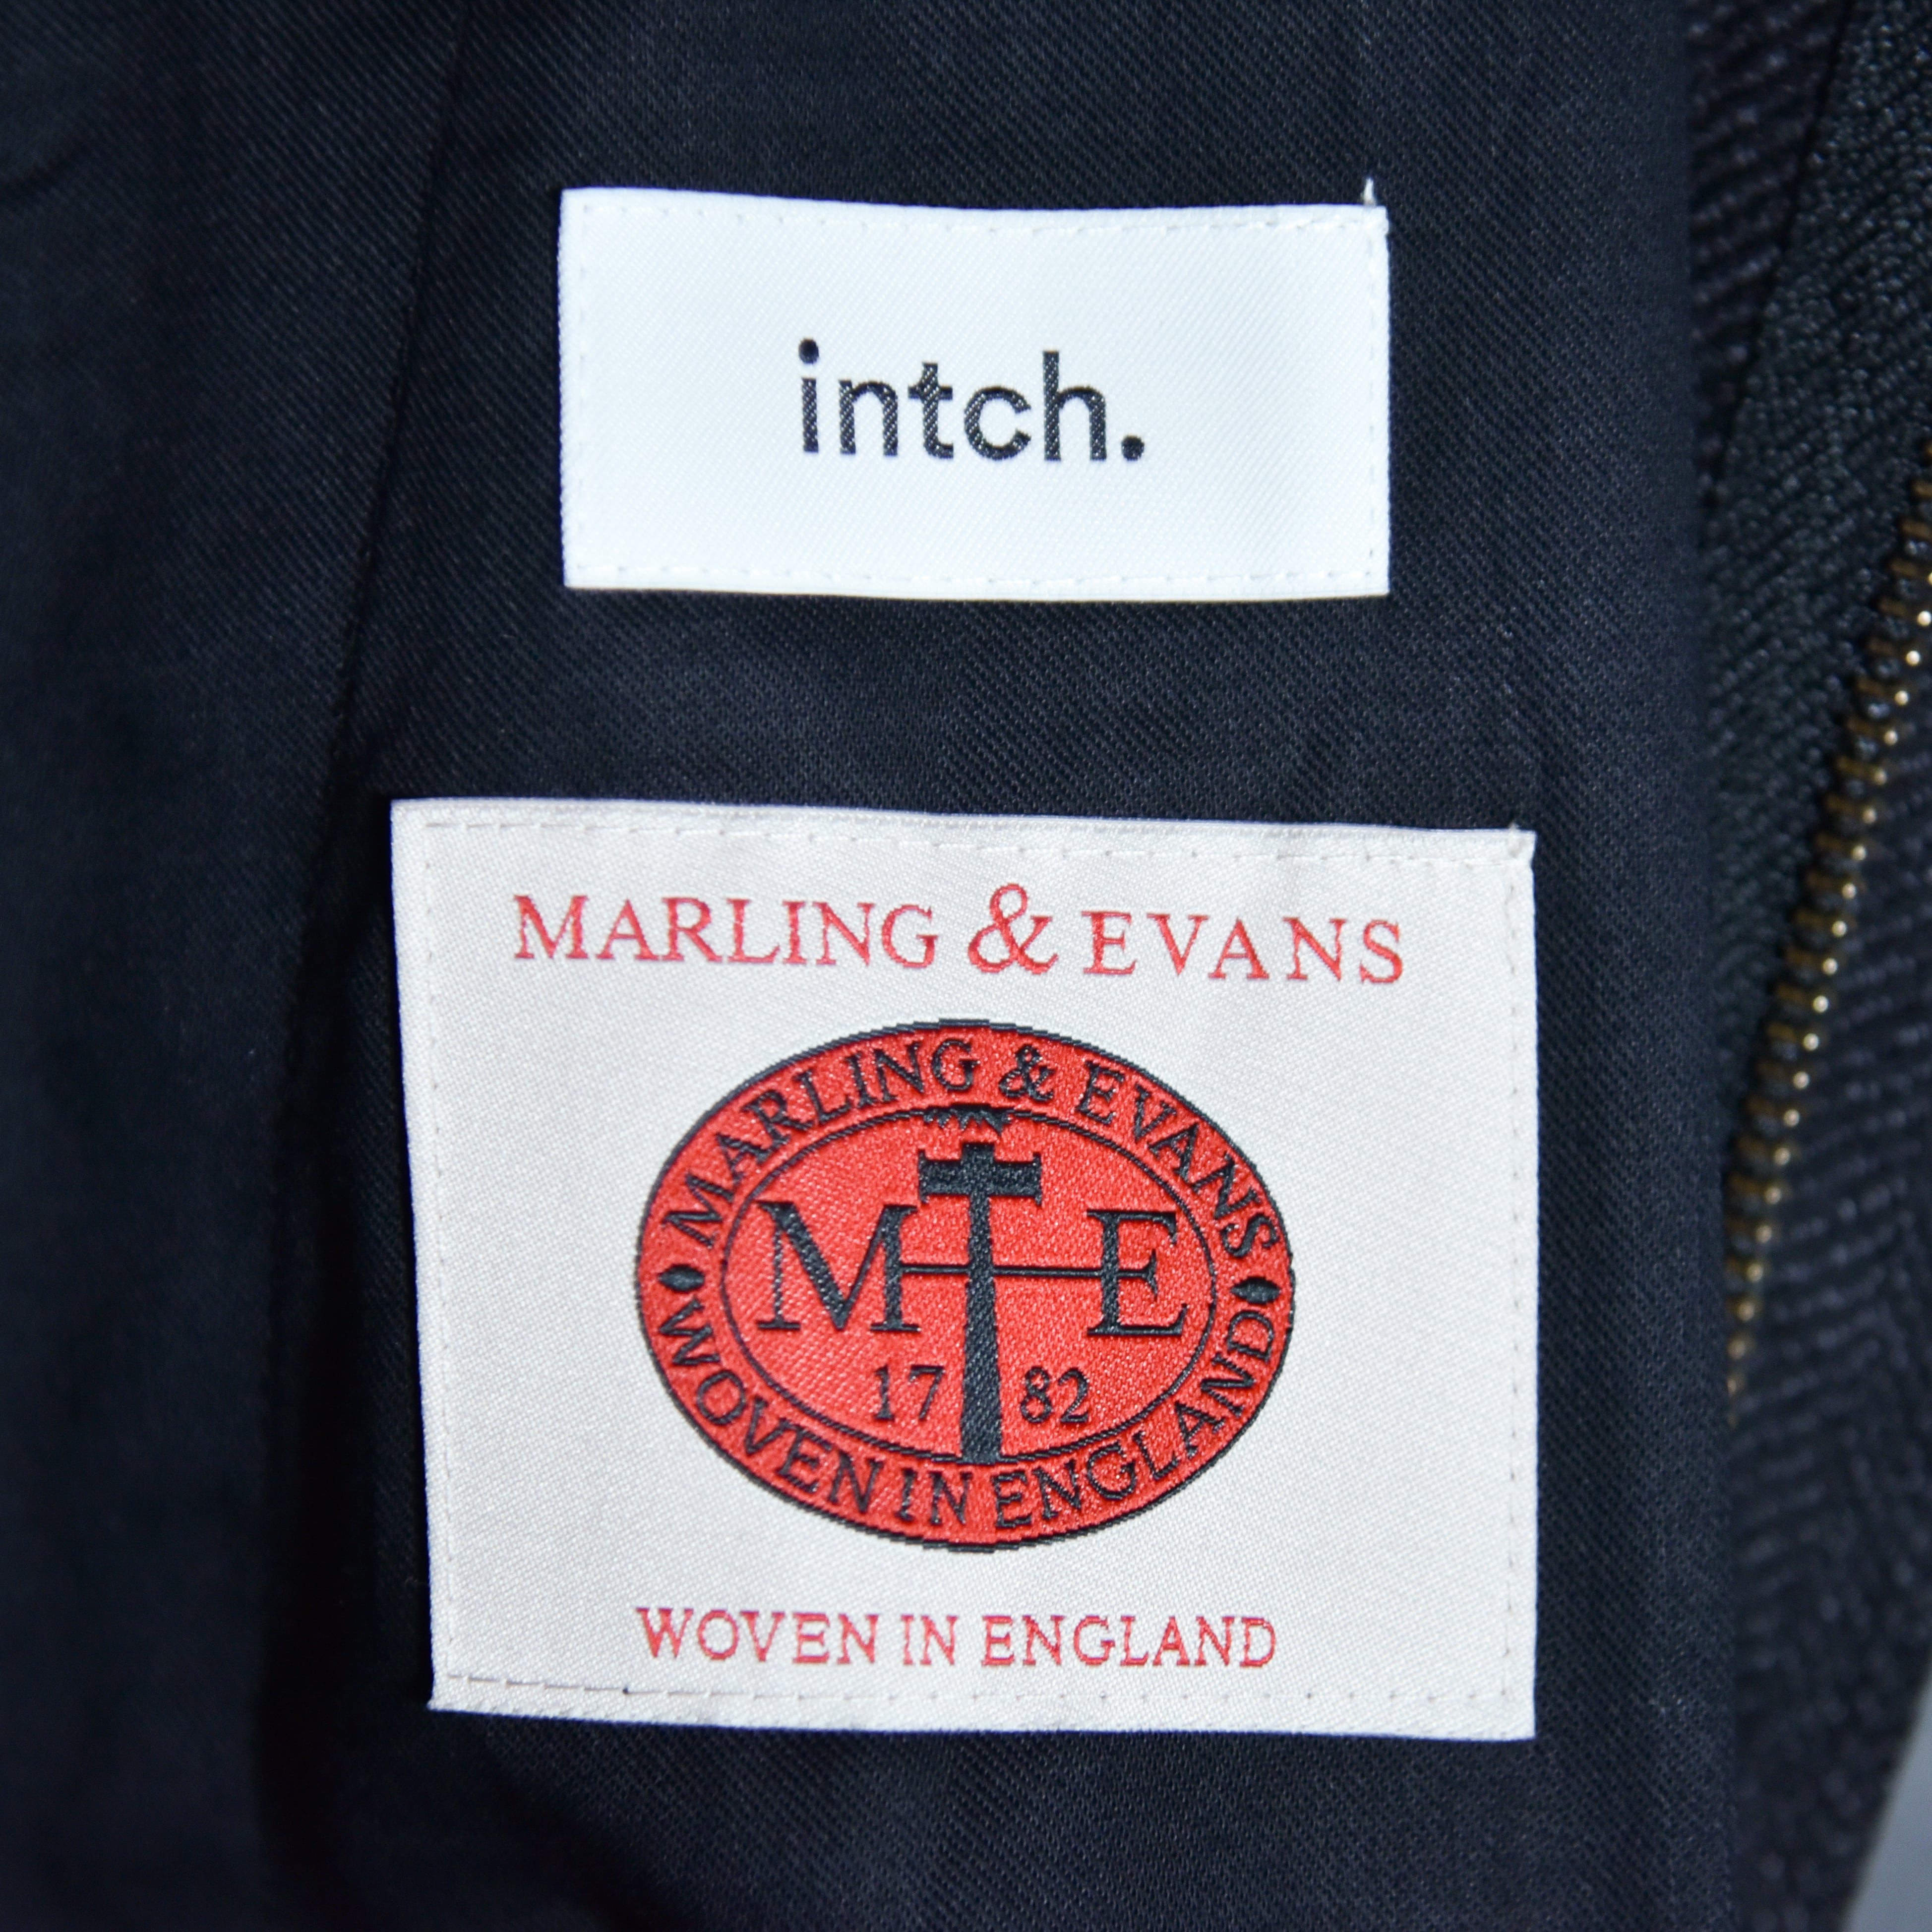 intch.
MARLING & EVANS
MARLING & EVANS
M E
17 82
WOVEN IN ENGLAND
WOVEN IN ENGLAND